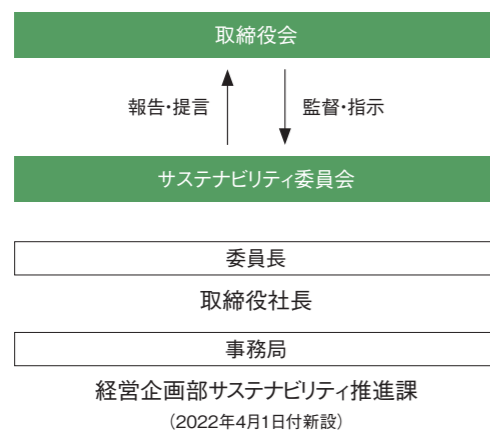 取締役会
報告・提言
監督・指示
サステナビリティ委員会
委員長
取締役社長
事務局
経営企画部サステナビリティ推進課
（2022年4月1日付新設）